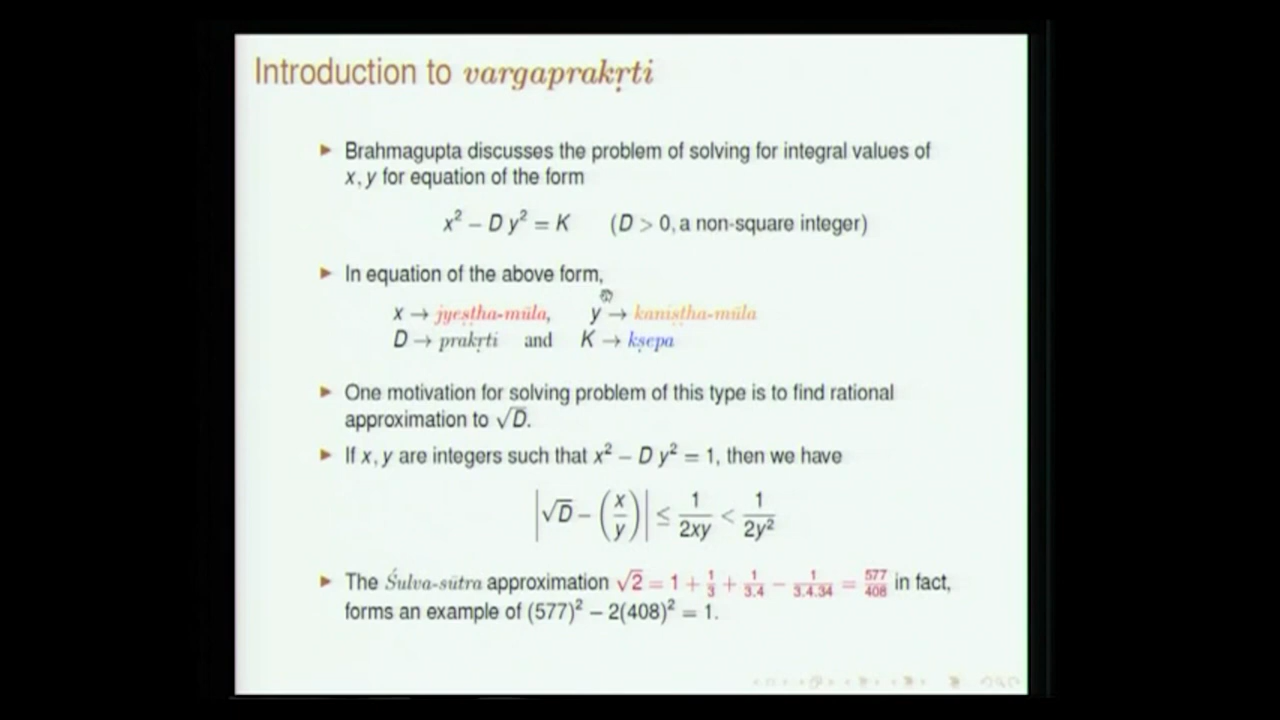 Introduction to vargaprakṛti
▶ Brahmagupta discusses the problem of solving for integral values of
x, y for equation of the form
x² − D y² = K (D > 0, a non-square integer)
▶ In equation of the above form,
x → jyeṣṭha-mūla, y → kaniṣṭha-mūla
D → prakṛti and K → kṣepa
▶ One motivation for solving problem of this type is to find rational
approximation to √D.
▶ If x, y are integers such that x² − D y² = 1, then we have
|√D − (x/y)| ≤ 1/2xy < 1/2y²
▶ The Śulva-sūtra approximation √2 = 1 + 1/3 + 1/3.4 − 1/3.4.34 = 577/408 in fact,
forms an example of (577)² − 2(408)² = 1.